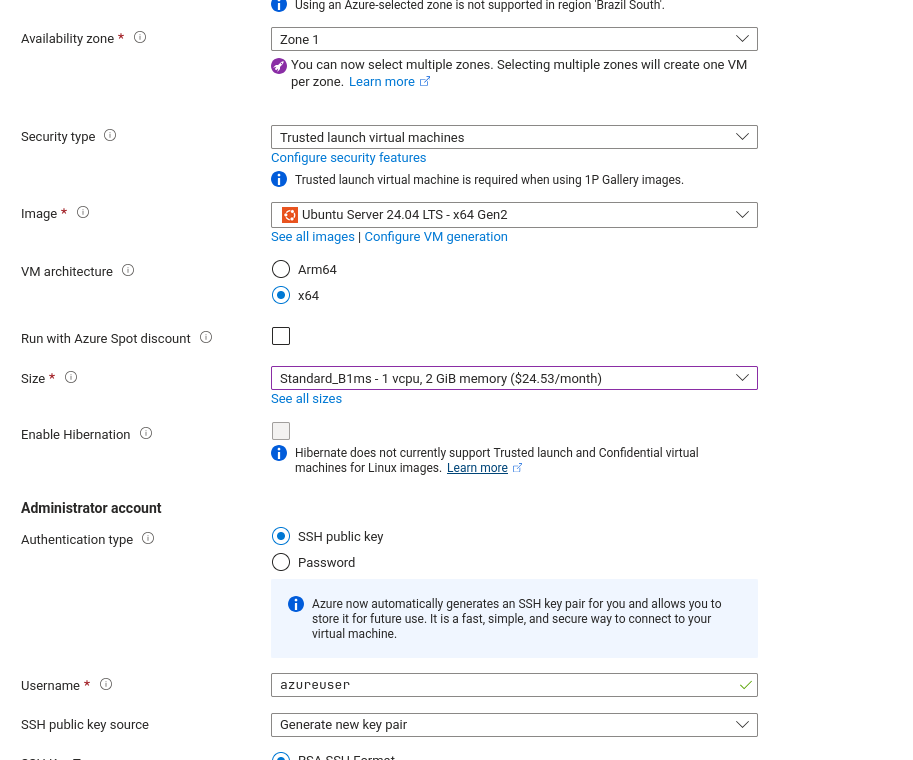 Using an Azure-selected zone is not supported in region 'Brazil South'.
Availability zone *
Zone 1
You can now select multiple zones. Selecting multiple zones will create one VM
per zone. Learn more
Security type
Trusted launch virtual machines
Configure security features
Trusted launch virtual machine is required when using 1P Gallery images.
Image *
Ubuntu Server 24.04 LTS - x64 Gen2
See all images | Configure VM generation
VM architecture
Arm64
x64
Run with Azure Spot discount
Size *
Standard_B1ms - 1 vcpu, 2 GiB memory ($24.53/month)
See all sizes
Enable Hibernation
Hibernate does not currently support Trusted launch and Confidential virtual
machines for Linux images. Learn more
Administrator account
Authentication type
SSH public key
Password
Azure now automatically generates an SSH key pair for you and allows you to
store it for future use. It is a fast, simple, and secure way to connect to your
virtual machine.
Username *
azureuser
SSH public key source
Generate new key pair
SSH Key Type
RSA SSH Format